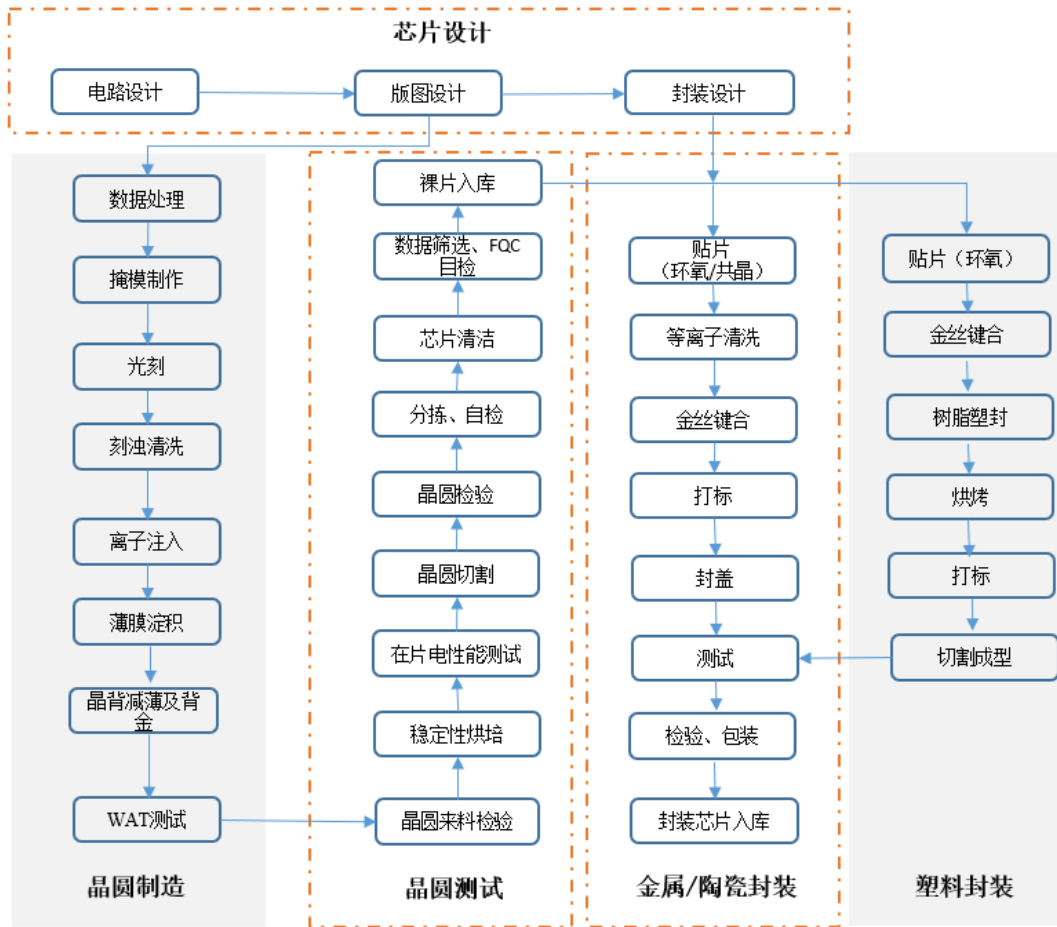 芯片设计
电路设计
版图设计
封装设计
数据处理
掩模制作
光刻
刻浊清洗
离子注入
薄膜淀积
晶背减薄及背
金
WAT测试
晶圆制造
裸片入库
数据筛选、FQC
目检
芯片清洁
分拣、自检
晶圆检验
晶圆切割
在片电性能测试
稳定性烘培
晶圆来料检验
晶圆测试
贴片
（环氧/共晶）
等离子清洗
金丝键合
打标
封盖
测试
检验、包装
封装芯片入库
金属/陶瓷封装
贴片（环氧）
金丝键合
树脂塑封
烘烤
打标
切割成型
塑料封装